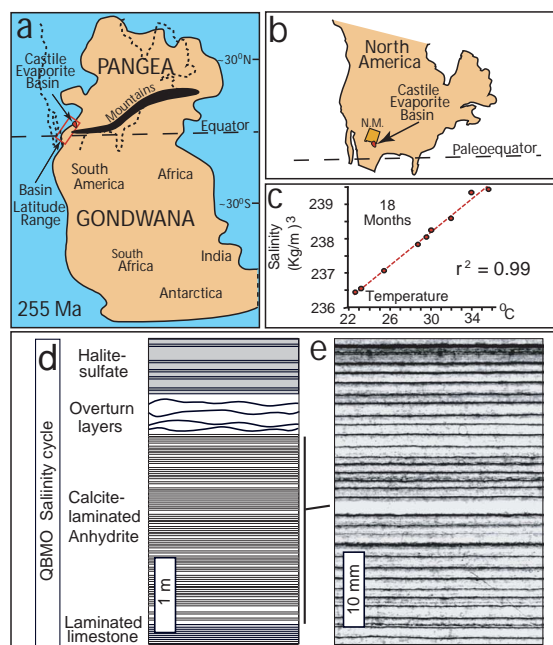 a
PANGEA
~30⁰N
Castile
Evaporite
Basin
Mountains
Equator
Basin
Latitude
Range
South
America
Africa
~30⁰S
GONDWANA
South
Africa
India
Antarctica
255 Ma
b
North
America
Castile
Evaporite
Basin
N.M.
Paleoequator
c
Salinity
(Kg/m )3
239
238
237
236
18
Months
r² = 0.99
Temperature
22 26 30 34 ⁰C
d
QBMO Salinity cycle
Halite-
sulfate
Overturn
layers
Calcite-
laminated
Anhydrite
1 m
Laminated
limestone
e
10 mm